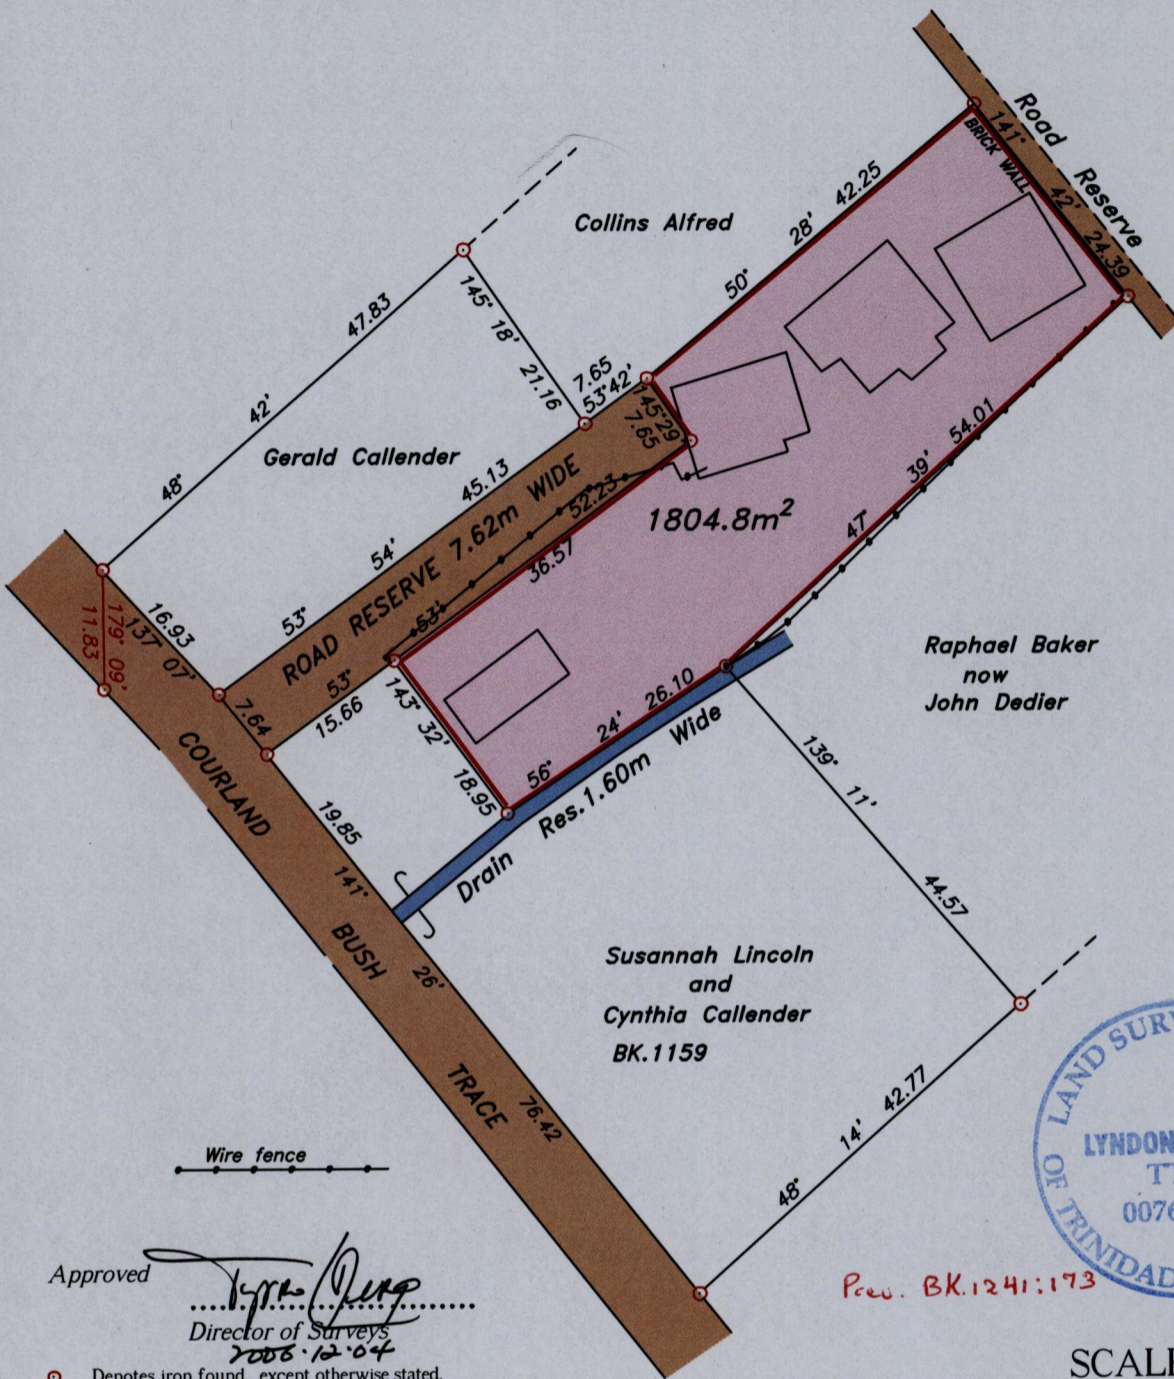 Road Reserve
141° 42' 24.39
BRICK WALL
50° 28' 42.25
Collins Alfred
47.83
42'
48°
145° 18' 21.16
7.65
53°42'
145°29'
7.65
Gerald Callender
45.13
54'
53°
ROAD RESERVE 7.62m WIDE
52.23
36.57
53'
53°
15.66
1804.8m²
54.01
39'
47°
16.93
137° 07'
179° 09'
11.83
7.64
143° 32'
18.95
56° 24' 26.10
Drain Res.1.60m Wide
Raphael Baker
now
John Dedier
139° 11' 44.57
COURLAND BUSH TRACE
19.85
141° 26' 76.42
Susannah Lincoln
and
Cynthia Callender
BK.1159
48° 14' 42.77
Wire fence
LAND SUR
LYNDON
T
0076
OF TRINIDAD
Approved
Director of Surveys
2006.12.04
Prev. BK.1241:173
SCALE
Denotes iron found, except otherwise stated.